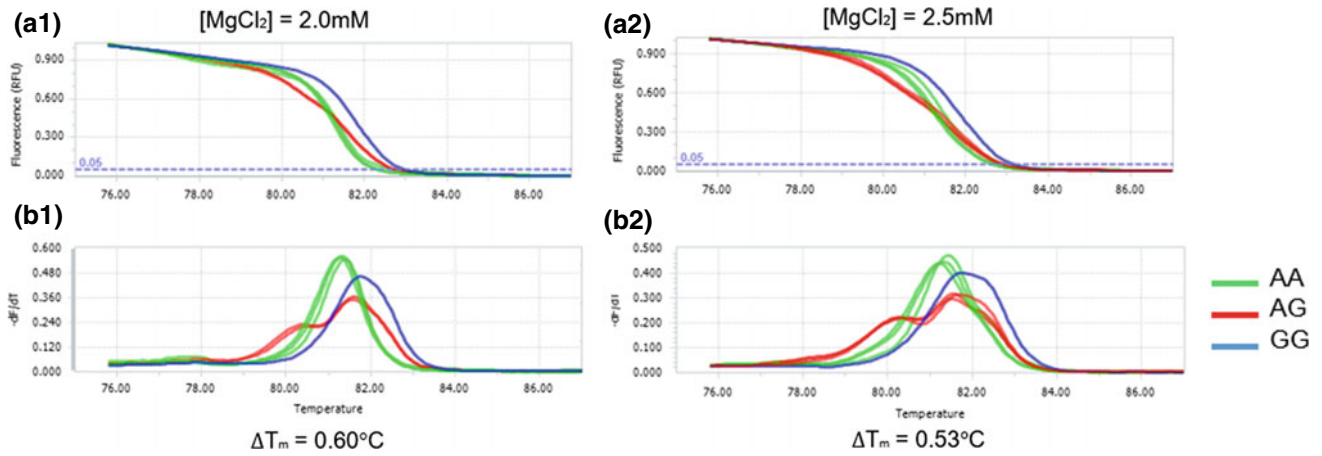 (a1)
[MgCl₂] = 2.0mM
Fluorescence (RFU)
0.900
0.600
0.300
0.000
0.05
76.00 78.00 80.00 82.00 84.00 86.00
(a2)
[MgCl₂] = 2.5mM
Fluorescence (RFU)
0.900
0.600
0.300
0.000
0.05
76.00 78.00 80.00 82.00 84.00 86.00
(b1)
-dF/dT
0.600
0.480
0.360
0.240
0.120
0.000
76.00 78.00 80.00 82.00 84.00 86.00
Temperature
ΔTₘ = 0.60°C
(b2)
-dF/dT
0.500
0.400
0.300
0.200
0.100
0.000
76.00 78.00 80.00 82.00 84.00 86.00
Temperature
ΔTₘ = 0.53°C
AA
AG
GG